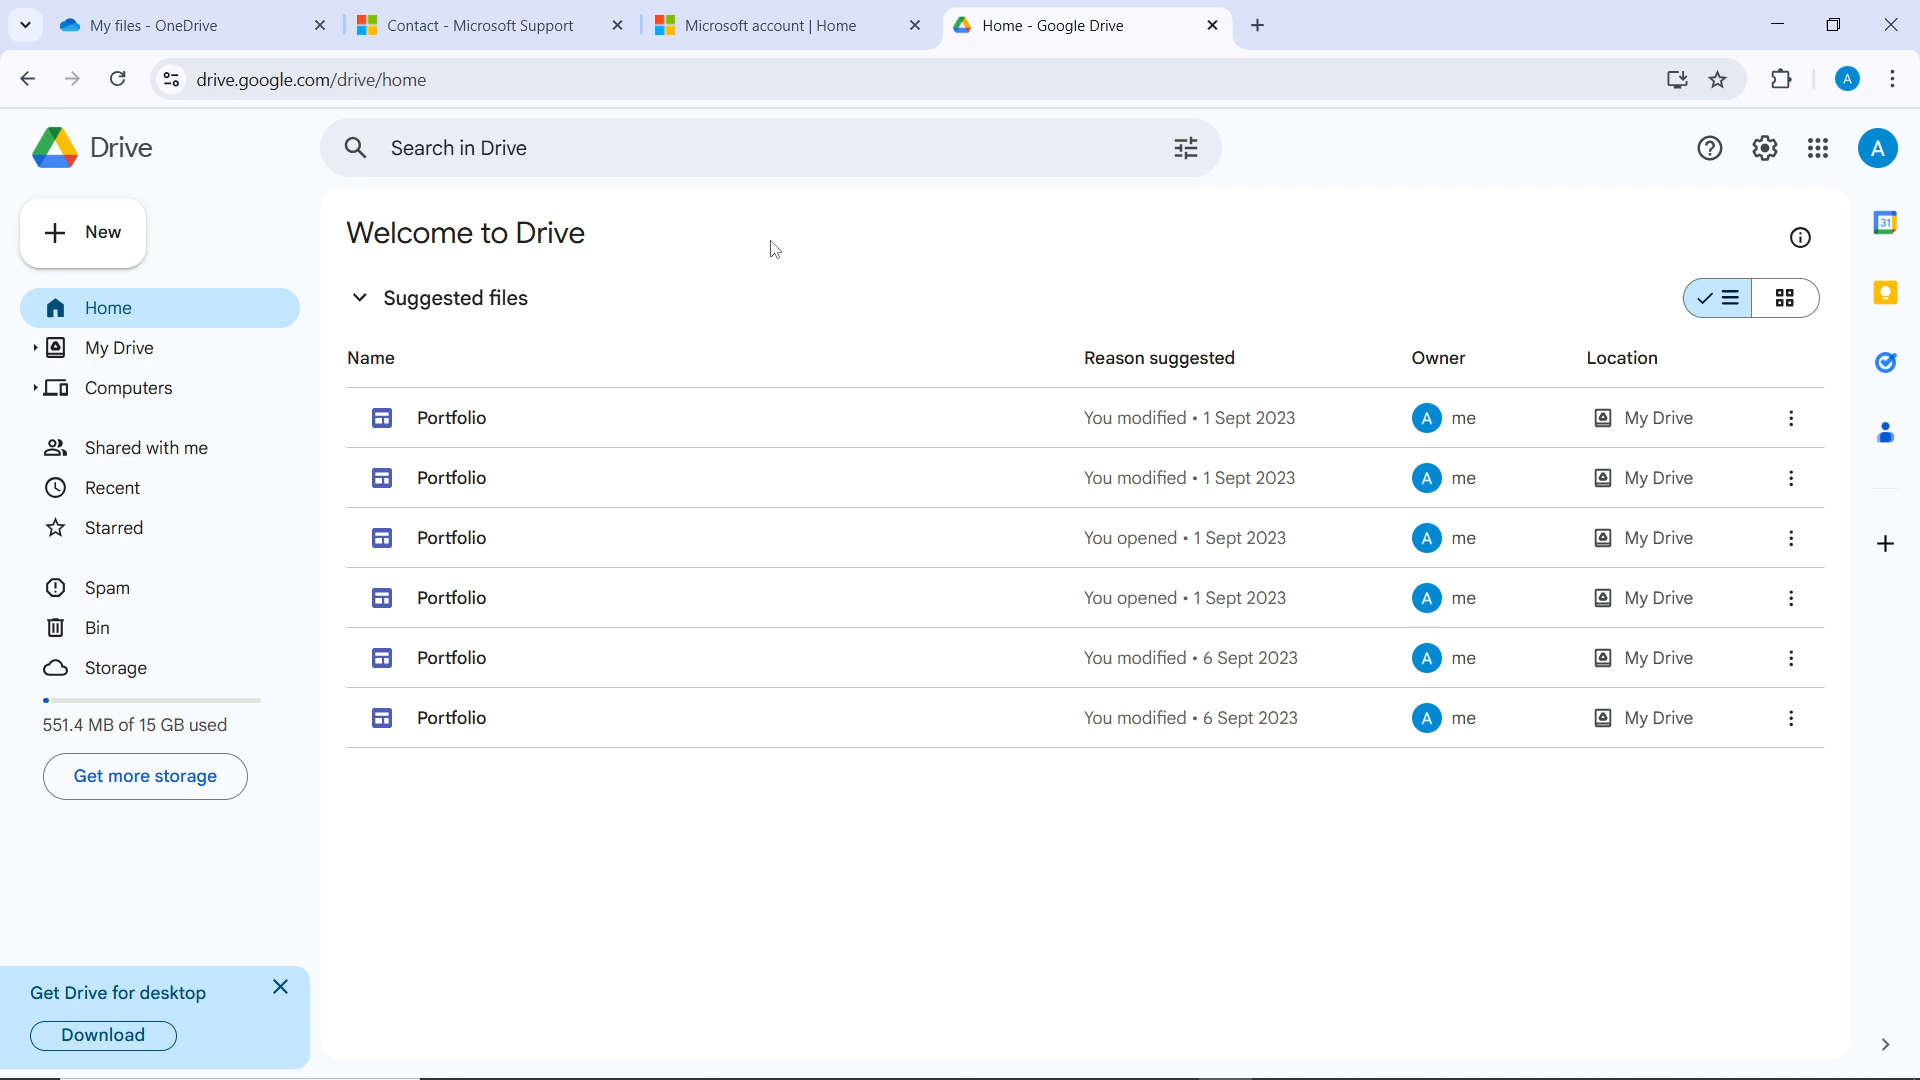 My files - OneDrive
Contact - Microsoft Support
Microsoft account | Home
Home - Google Drive
drive.google.com/drive/home
A
Drive
Search in Drive
A
New
Welcome to Drive
31
Suggested files
Home
My Drive
Computers
Name
Reason suggested
Owner
Location
Portfolio
You modified • 1 Sept 2023
A me
My Drive
Shared with me
Portfolio
You modified • 1 Sept 2023
A me
My Drive
Recent
Starred
Portfolio
You opened • 1 Sept 2023
A me
My Drive
Spam
Portfolio
You opened • 1 Sept 2023
A me
My Drive
Bin
Storage
Portfolio
You modified • 6 Sept 2023
A me
My Drive
551.4 MB of 15 GB used
Portfolio
You modified • 6 Sept 2023
A me
My Drive
Get more storage
Get Drive for desktop
Download